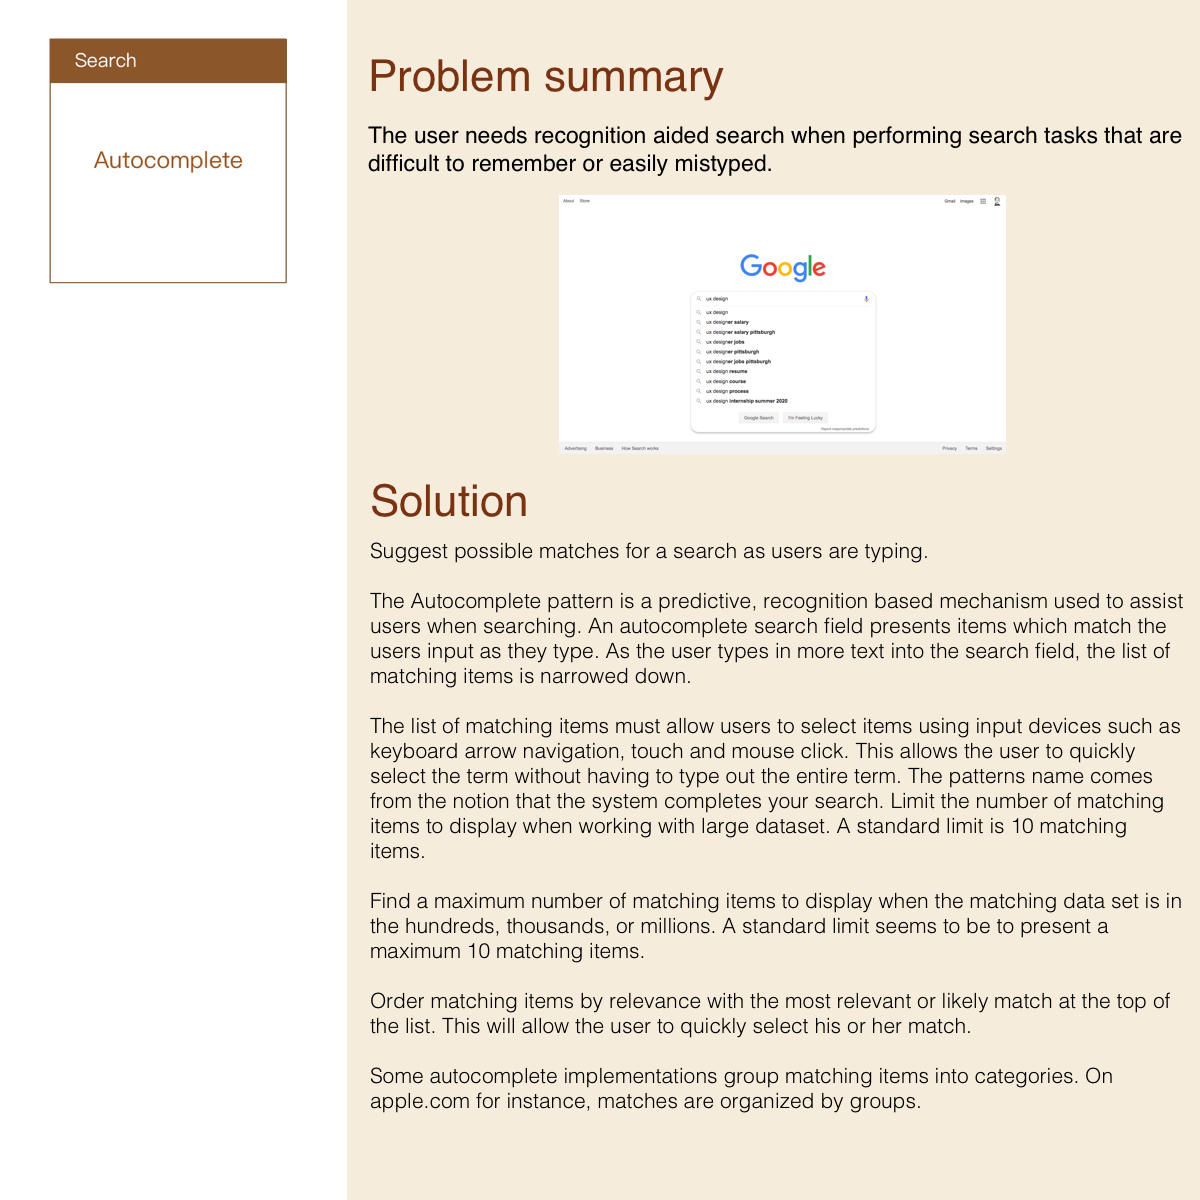 Search
Autocomplete
Problem summary
The user needs recognition aided search when performing search tasks that are
difficult to remember or easily mistyped.
About Store
Gmail Images
Google
ux design
ux design
ux designer salary
ux designer salary pittsburgh
ux designer jobs
ux designer pittsburgh
ux designer jobs pittsburgh
ux design resume
ux design course
ux design process
ux design internship summer 2020
Google Search I'm Feeling Lucky
Report inappropriate predictions
Advertising Business How Search works
Privacy Terms Settings
Solution
Suggest possible matches for a search as users are typing.
The Autocomplete pattern is a predictive, recognition based mechanism used to assist
users when searching. An autocomplete search field presents items which match the
users input as they type. As the user types in more text into the search field, the list of
matching items is narrowed down.
The list of matching items must allow users to select items using input devices such as
keyboard arrow navigation, touch and mouse click. This allows the user to quickly
select the term without having to type out the entire term. The patterns name comes
from the notion that the system completes your search. Limit the number of matching
items to display when working with large dataset. A standard limit is 10 matching
items.
Find a maximum number of matching items to display when the matching data set is in
the hundreds, thousands, or millions. A standard limit seems to be to present a
maximum 10 matching items.
Order matching items by relevance with the most relevant or likely match at the top of
the list. This will allow the user to quickly select his or her match.
Some autocomplete implementations group matching items into categories. On
apple.com for instance, matches are organized by groups.